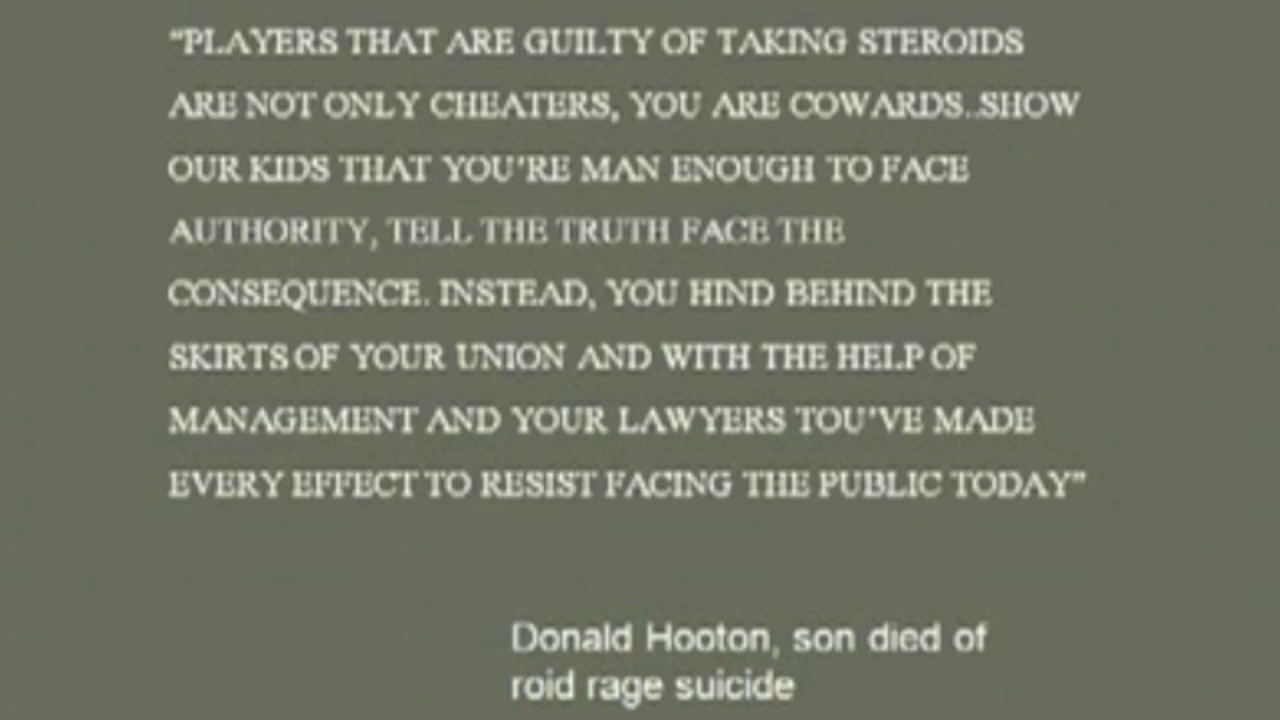 “PLAYERS THAT ARE GUILTY OF TAKING STEROIDS
ARE NOT ONLY CHEATERS, YOU ARE COWARDS..SHOW
OUR KIDS THAT YOU’RE MAN ENOUGH TO FACE
AUTHORITY, TELL THE TRUTH FACE THE
CONSEQUENCE. INSTEAD, YOU HIND BEHIND THE
SKIRTS OF YOUR UNION AND WITH THE HELP OF
MANAGEMENT AND YOUR LAWYERS TOU’VE MADE
EVERY EFFECT TO RESIST FACING THE PUBLIC TODAY”
Donald Hooton, son died of
roid rage suicide